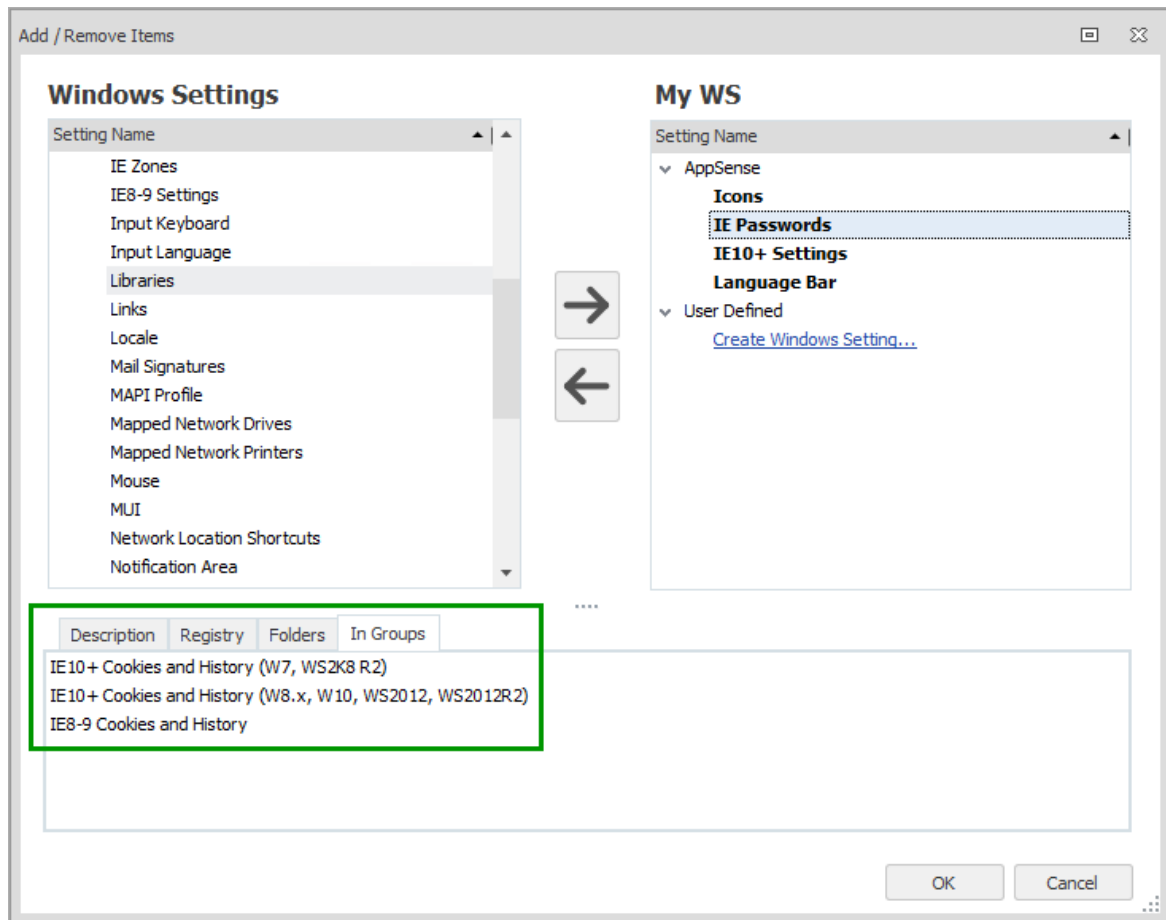 Add / Remove Items
Windows Settings
Setting Name
IE Zones
IE8-9 Settings
Input Keyboard
Input Language
Libraries
Links
Locale
Mail Signatures
MAPI Profile
Mapped Network Drives
Mapped Network Printers
Mouse
MUI
Network Location Shortcuts
Notification Area
My WS
Setting Name
AppSense
Icons
IE Passwords
IE10+ Settings
Language Bar
User Defined
Create Windows Setting...
Description Registry Folders In Groups
IE10+ Cookies and History (W7, WS2K8 R2)
IE10+ Cookies and History (W8.x, W10, WS2012, WS2012R2)
IE8-9 Cookies and History
OK Cancel